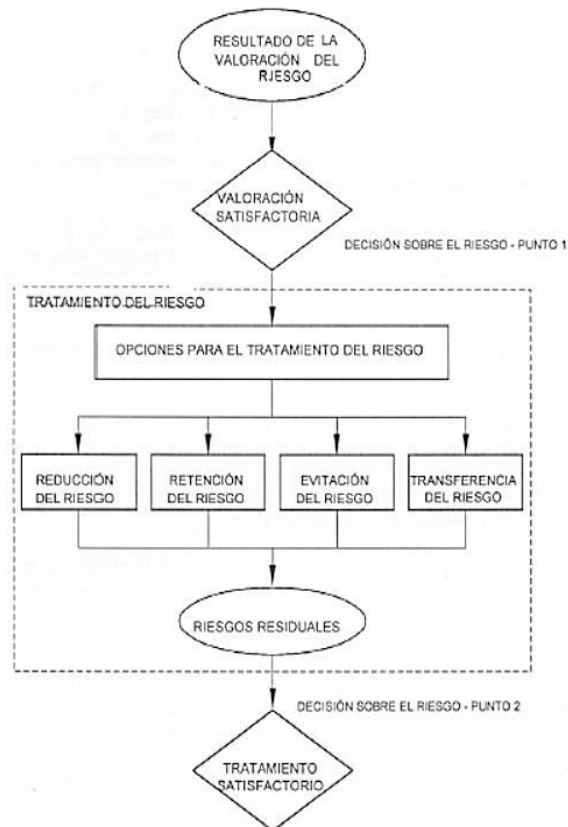 RESULTADO DE LA
VALORACIÓN DEL
RIESGO
VALORACIÓN
SATISFACTORIA
DECISIÓN SOBRE EL RIESGO - PUNTO 1
TRATAMIENTO DEL RIESGO
OPCIONES PARA EL TRATAMIENTO DEL RIESGO
REDUCCIÓN
DEL RIESGO
RETENCIÓN
DEL RIESGO
EVITACIÓN
DEL RIESGO
TRANSFERENCIA
DEL RIESGO
RIESGOS RESIDUALES
DECISIÓN SOBRE EL RIESGO - PUNTO 2
TRATAMIENTO
SATISFACTORIO